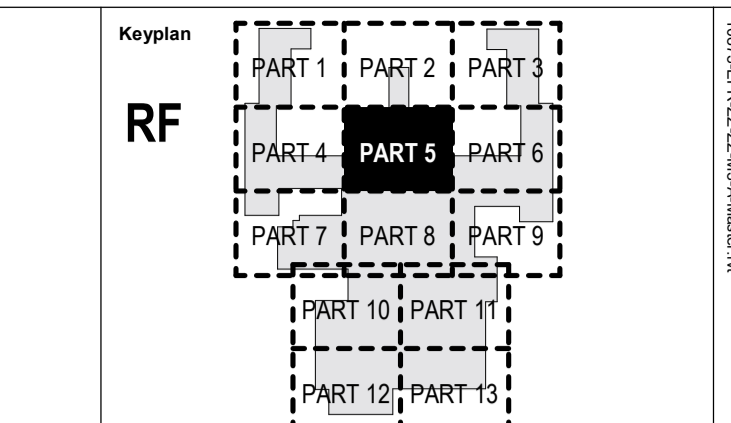 Keyplan
RF
PART 1 PART 2 PART 3
PART 4 PART 5 PART 6
PART 7 PART 8 PART 9
PART 10 PART 11
PART 12 PART 13